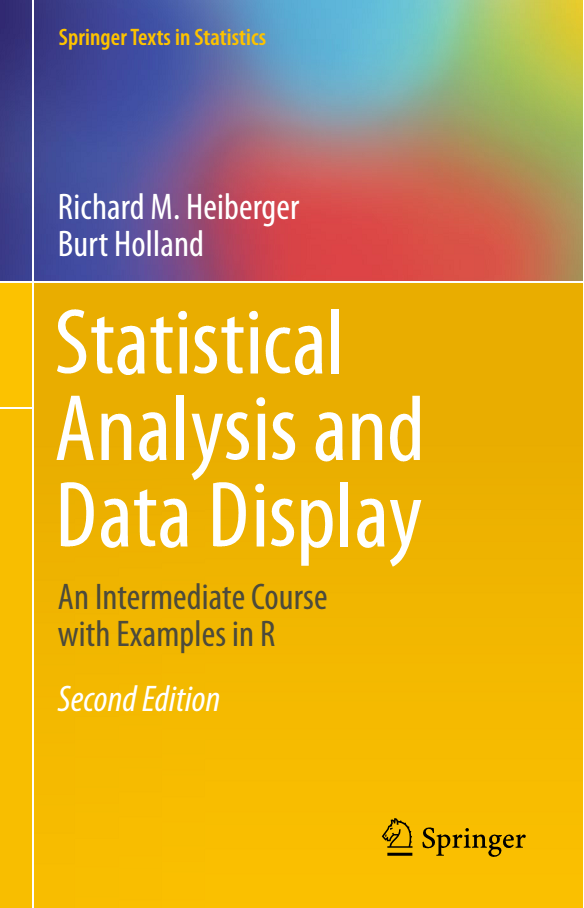 Springer Texts in Statistics
Richard M. Heiberger
Burt Holland
Statistical
Analysis and
Data Display
An Intermediate Course
with Examples in R
Second Edition
Springer